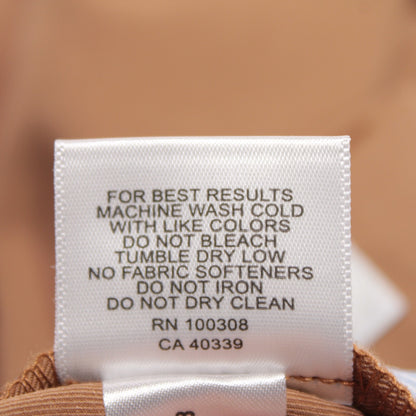 FOR BEST RESULTS
MACHINE WASH COLD
WITH LIKE COLORS
DO NOT BLEACH
TUMBLE DRY LOW
NO FABRIC SOFTENERS
DO NOT IRON
DO NOT DRY CLEAN
RN 100308
CA 40339